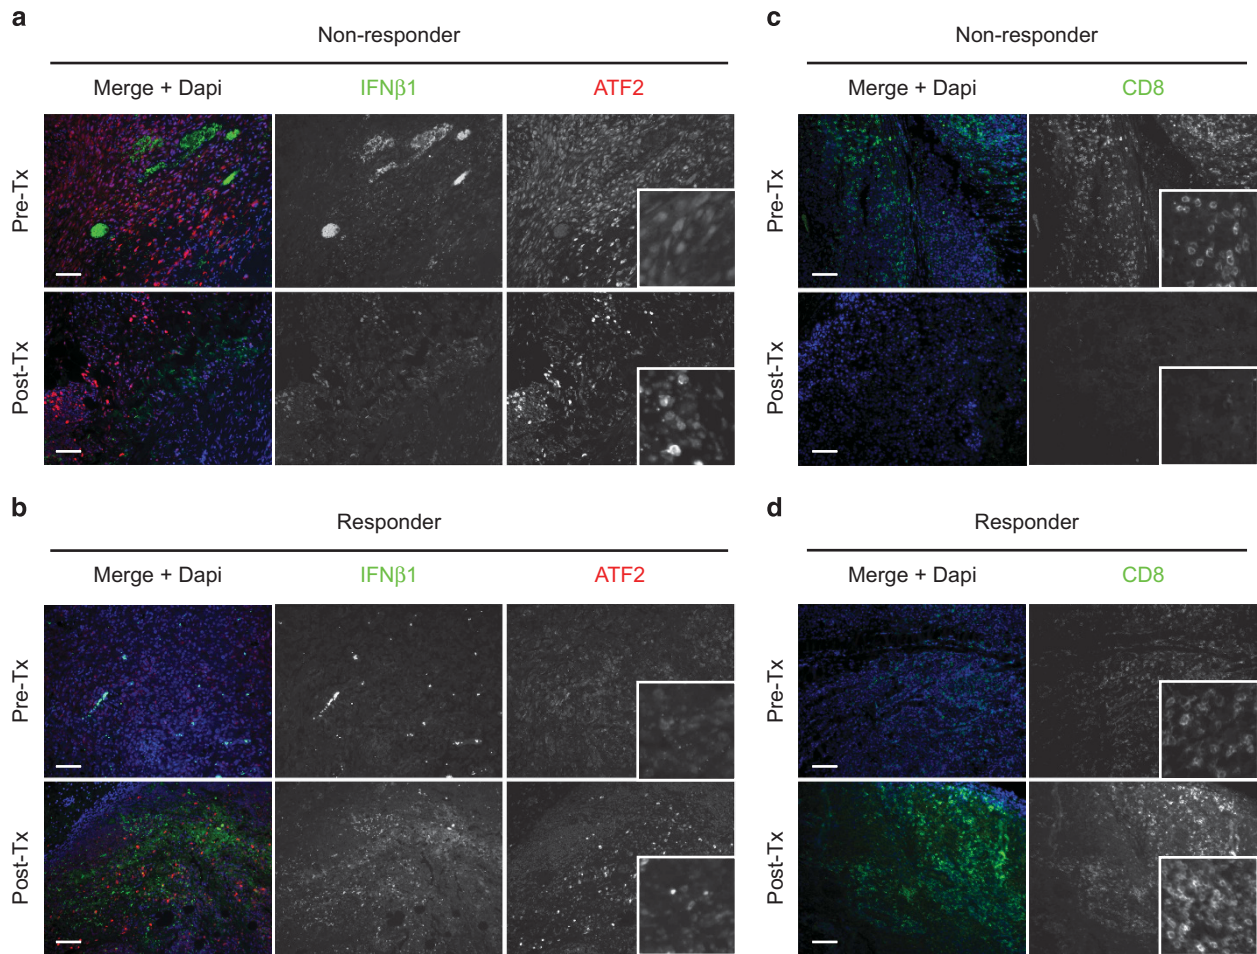 a
Non-responder
Merge + Dapi
IFNβ1
ATF2
Pre-Tx
Post-Tx
c
Non-responder
Merge + Dapi
CD8
Pre-Tx
Post-Tx
b
Responder
Merge + Dapi
IFNβ1
ATF2
Pre-Tx
Post-Tx
d
Responder
Merge + Dapi
CD8
Pre-Tx
Post-Tx